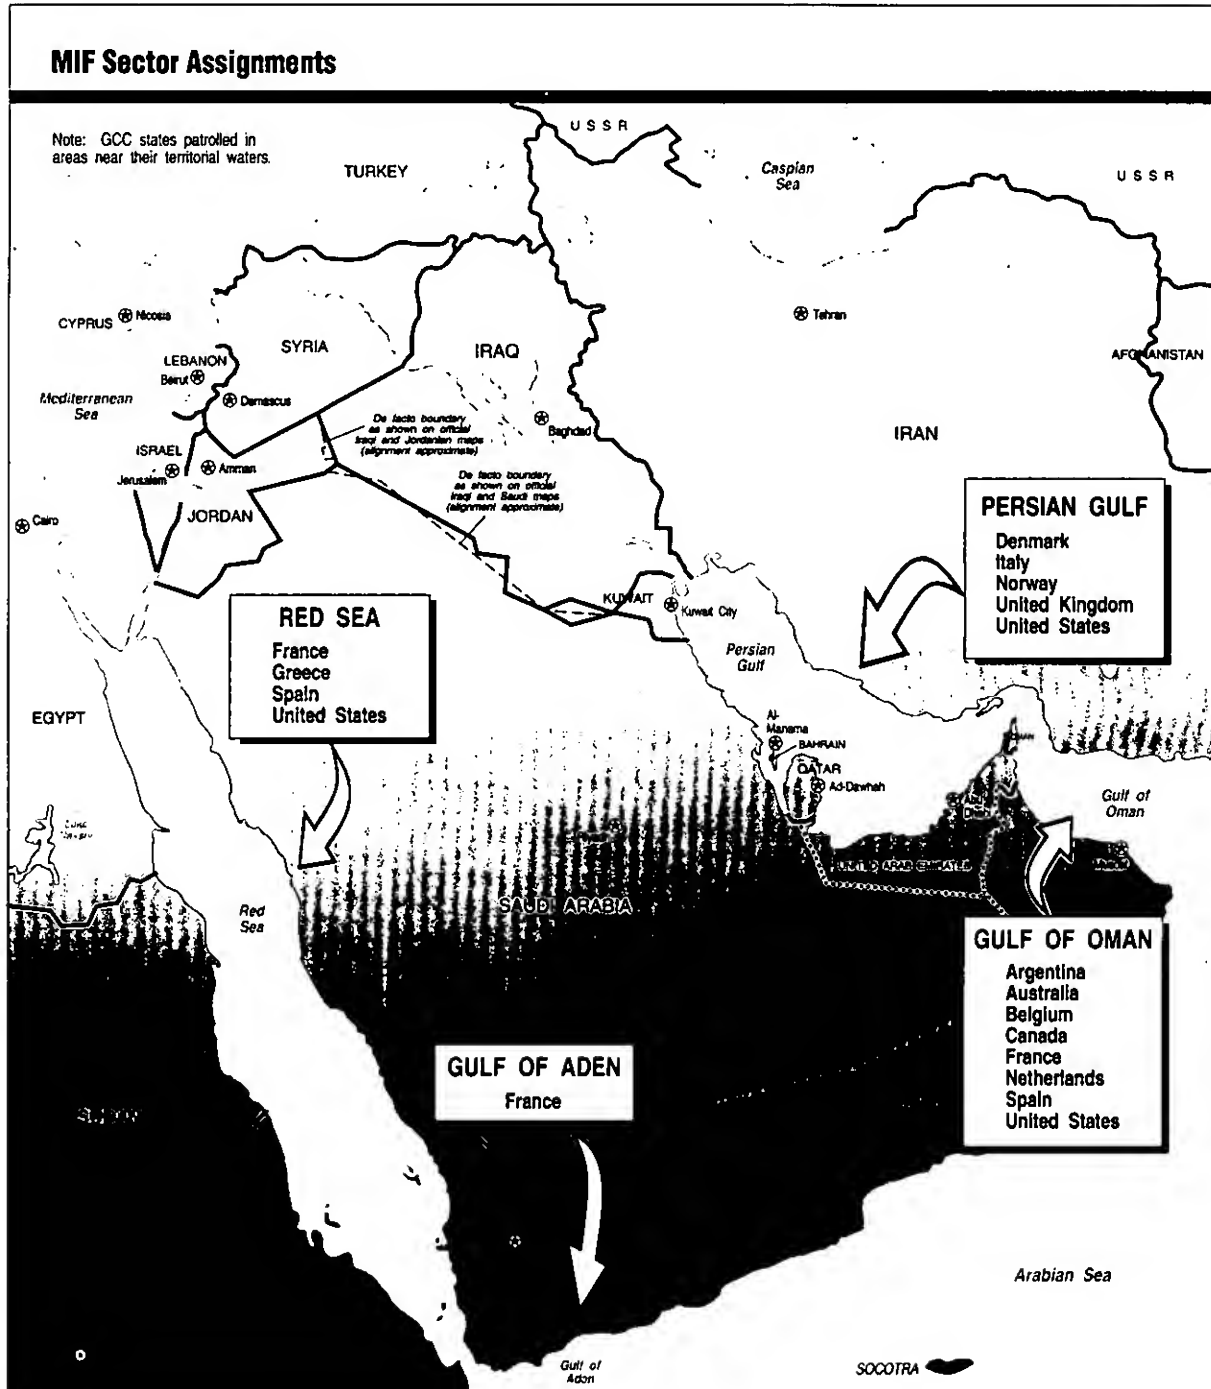 MIF Sector Assignments
Note: GCC states patrolled in
areas near their territorial waters.
USSR
TURKEY
Caspian
Sea
USSR
CYPRUS
Nicosia
Tehran
SYRIA
IRAQ
LEBANON
Beirut
AFGHANISTAN
Mediterranean
Sea
Damascus
De facto boundary
as shown on official
Iraqi and Jordanian maps
(alignment approximate)
Baghdad
IRAN
ISRAEL
Jerusalem
Amman
De facto boundary
as shown on official
Iraqi and Saudi maps
(alignment approximate)
JORDAN
Cairo
PERSIAN GULF
Denmark
Italy
Norway
United Kingdom
United States
KUWAIT
Kuwait City
RED SEA
France
Greece
Spain
United States
Persian
Gulf
EGYPT
Al-
Manama
BAHRAIN
QATAR
Ad-Dawhah
Gulf of
Oman
UNITED ARAB EMIRATES
SAUDI ARABIA
Red
Sea
GULF OF OMAN
Argentina
Australia
Belgium
Canada
France
Netherlands
Spain
United States
GULF OF ADEN
France
Arabian Sea
Gulf of
Aden
SOCOTRA